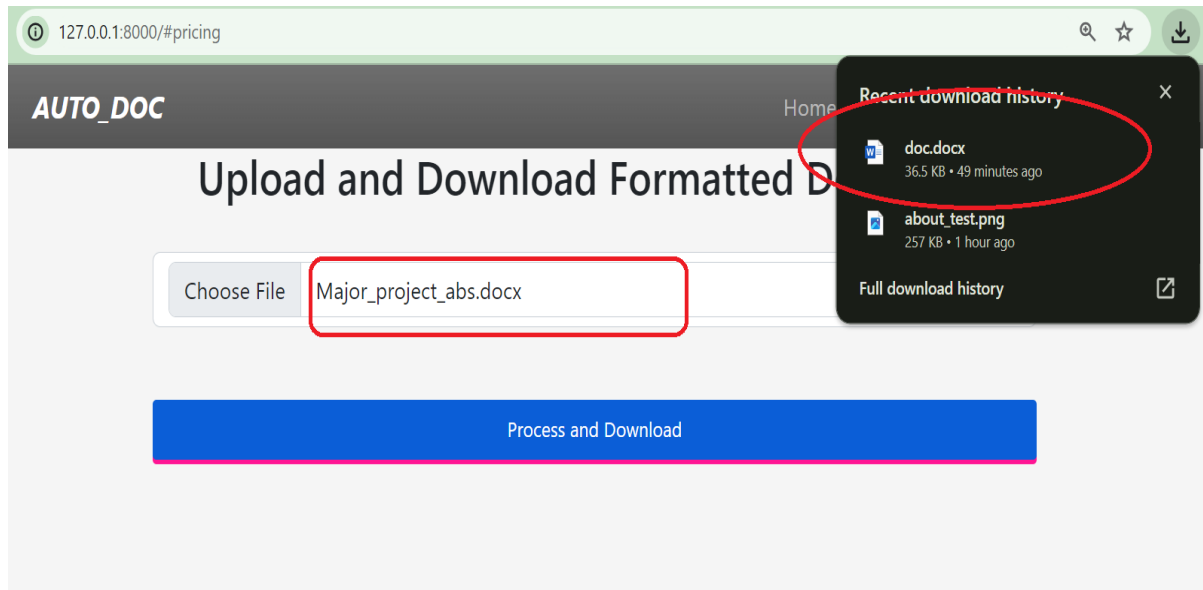 127.0.0.1:8000/#pricing
AUTO_DOC
Home
Recent download history
doc.docx
36.5 KB • 49 minutes ago
about_test.png
257 KB • 1 hour ago
Full download history
Upload and Download Formatted D
Choose File
Major_project_abs.docx
Process and Download